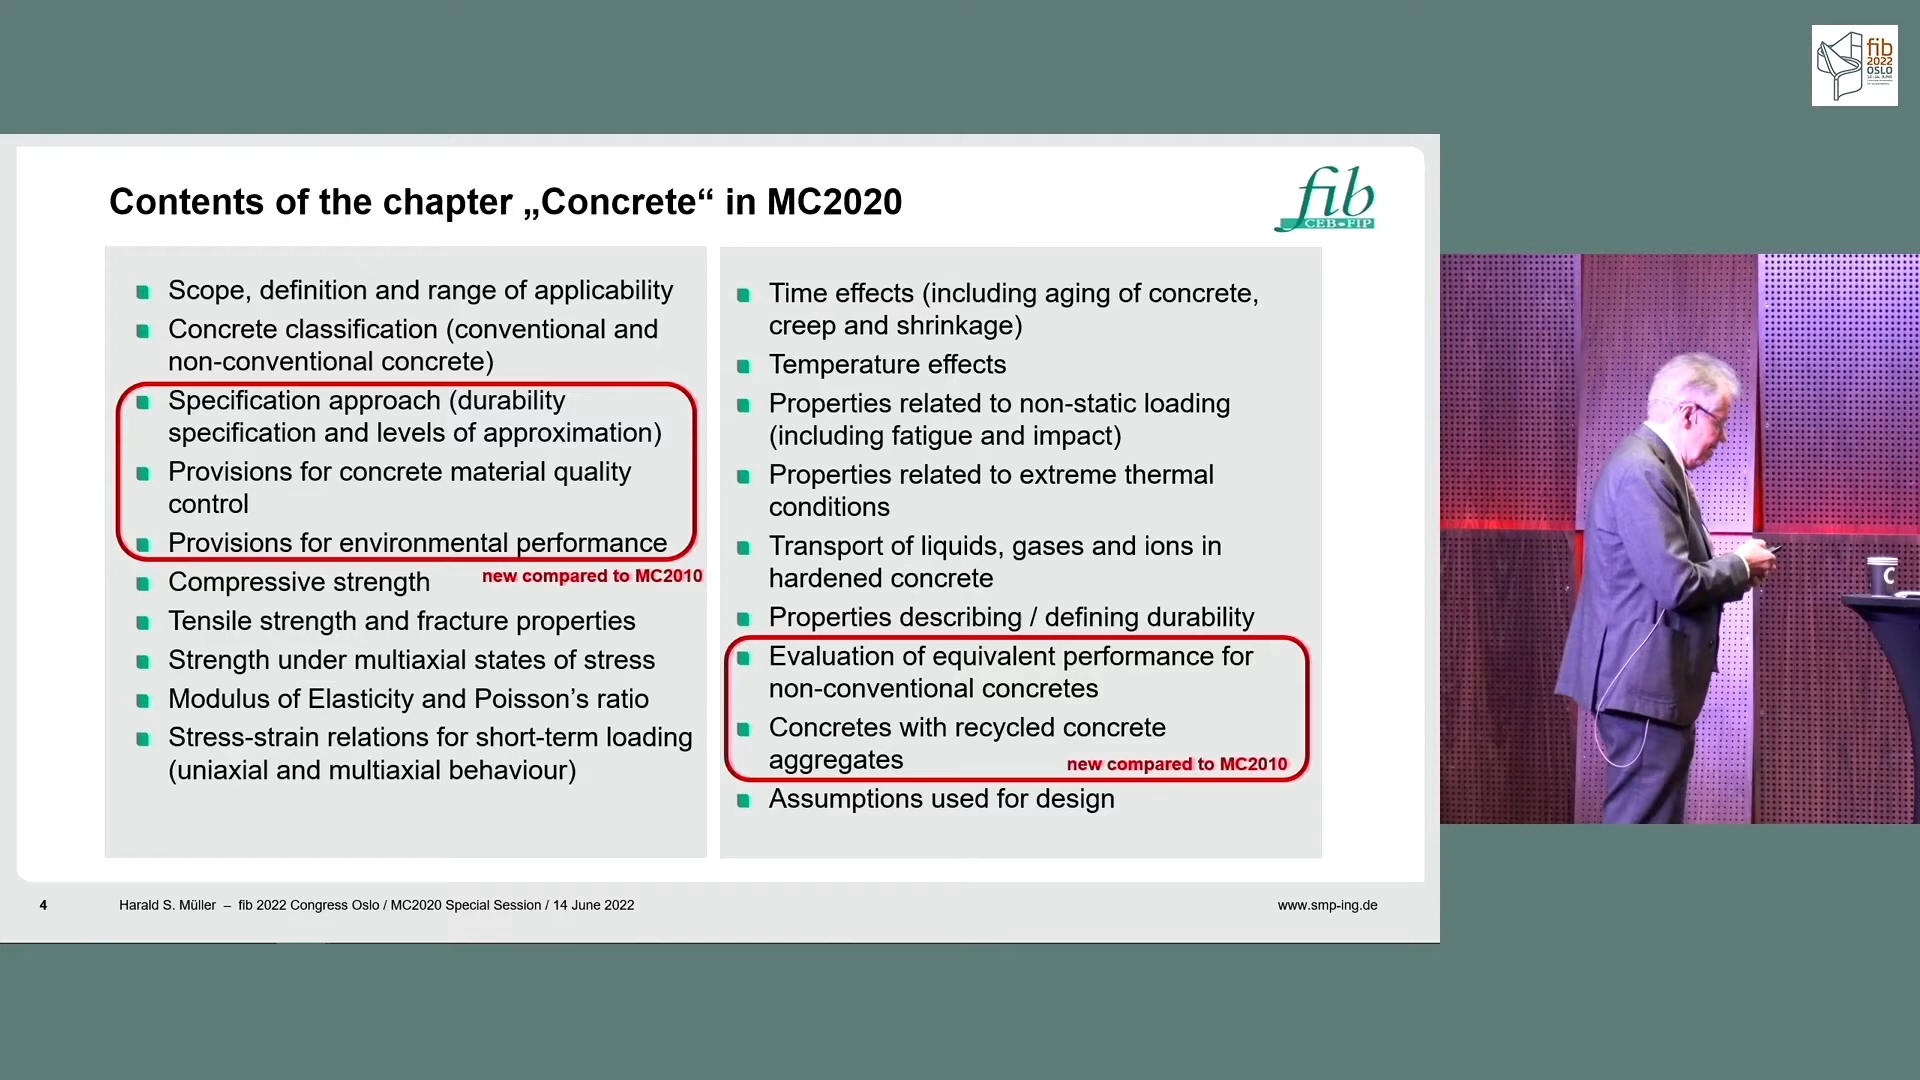 fib
2022
OSLO
Contents of the chapter „Concrete“ in MC2020
fib
CEB-FIP
Scope, definition and range of applicability
Concrete classification (conventional and
non-conventional concrete)
Specification approach (durability
specification and levels of approximation)
Provisions for concrete material quality
control
Provisions for environmental performance
new compared to MC2010
Compressive strength
Tensile strength and fracture properties
Strength under multiaxial states of stress
Modulus of Elasticity and Poisson’s ratio
Stress-strain relations for short-term loading
(uniaxial and multiaxial behaviour)
Time effects (including aging of concrete,
creep and shrinkage)
Temperature effects
Properties related to non-static loading
(including fatigue and impact)
Properties related to extreme thermal
conditions
Transport of liquids, gases and ions in
hardened concrete
Properties describing / defining durability
Evaluation of equivalent performance for
non-conventional concretes
Concretes with recycled concrete
aggregates
new compared to MC2010
Assumptions used for design
C
4
Harald S. Müller – fib 2022 Congress Oslo / MC2020 Special Session / 14 June 2022
www.smp-ing.de